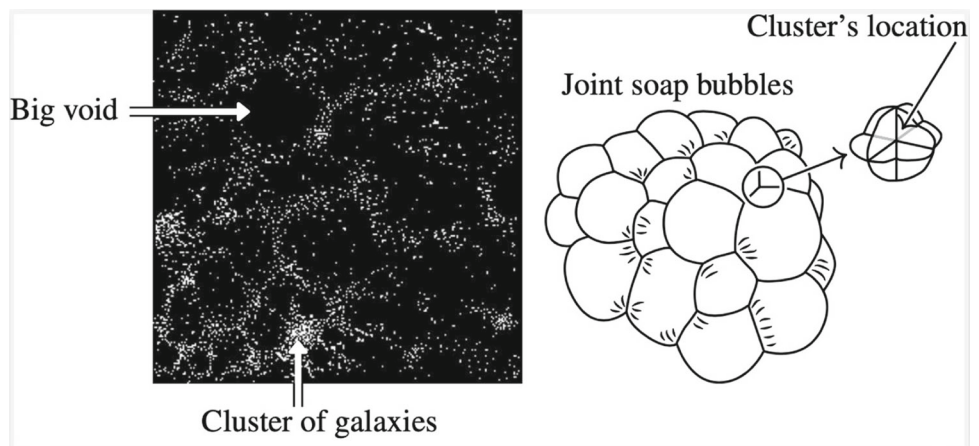 Cluster’s location
Joint soap bubbles
Big void
Cluster of galaxies